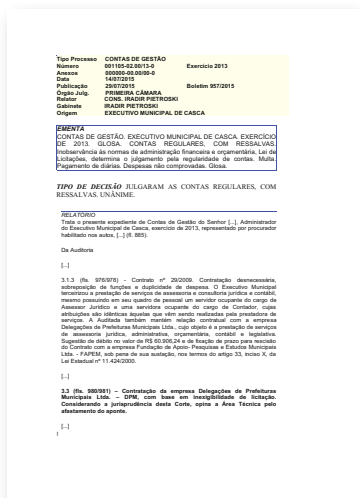 Tipo Processo CONTAS DE GESTÃO
Número 001105-02.00/13-0 Exercício 2013
Anexos 000000-00.00/00-0
Data 14/07/2015
Publicação 29/07/2015 Boletim 957/2015
Órgão Julg. PRIMEIRA CÂMARA
Relator CONS. IRADIR PIETROSKI
Gabinete IRADIR PIETROSKI
Origem EXECUTIVO MUNICIPAL DE CASCA
EMENTA
CONTAS DE GESTÃO. EXECUTIVO MUNICIPAL DE CASCA. EXERCÍCIO
DE 2013. GLOSA. CONTAS REGULARES, COM RESSALVAS.
Inobservância às normas de administração financeira e orçamentária, Lei de
Licitações, determina o julgamento pela regularidade de contas. Multa.
Pagamento de diárias. Despesas não comprovadas. Glosa.
TIPO DE DECISÃO JULGARAM AS CONTAS REGULARES, COM
RESSALVAS. UNÂNIME.
RELATÓRIO
Trata o presente expediente de Contas de Gestão do Senhor [...], Administrador
do Executivo Municipal de Casca, exercício de 2013, representado por procurador
habilitado nos autos, [...] (fl. 885).
Da Auditoria
[...]
3.1.3 (fls. 976/978) - Contrato nº 29/2009. Contratação desnecessária,
sobreposição de funções e duplicidade de despesa. O Executivo Municipal
terceirizou a prestação de serviços de assessoria e consultoria jurídica e contábil,
mesmo possuindo em seu quadro de pessoal um servidor ocupante do cargo de
Assessor Jurídico e uma servidora ocupante do cargo de Contador, cujas
atribuições são idênticas àquelas que vêm sendo realizadas pela prestadora de
serviços. A Auditada também mantém relação contratual com a empresa
Delegações de Prefeituras Municipais Ltda., cujo objeto é a prestação de serviços
de assessoria jurídica, administrativa, orçamentária, contábil e legislativa.
Sugestão de débito no valor de R$ 60.906,24 e de fixação de prazo para rescisão
do Contrato com a empresa Fundação de Apoio- Pesquisas e Estudos Municipais
Ltda. - FAPEM, sob pena de sua sustação, nos termos do artigo 33, inciso X, da
Lei Estadual nº 11.424/2000.
[...]
3.3 (fls. 980/981) – Contratação da empresa Delegações de Prefeituras
Municipais Ltda. – DPM, com base em inexigibilidade de licitação.
Considerando a jurisprudência desta Corte, opina a Área Técnica pelo
afastamento do aponte.
[...]